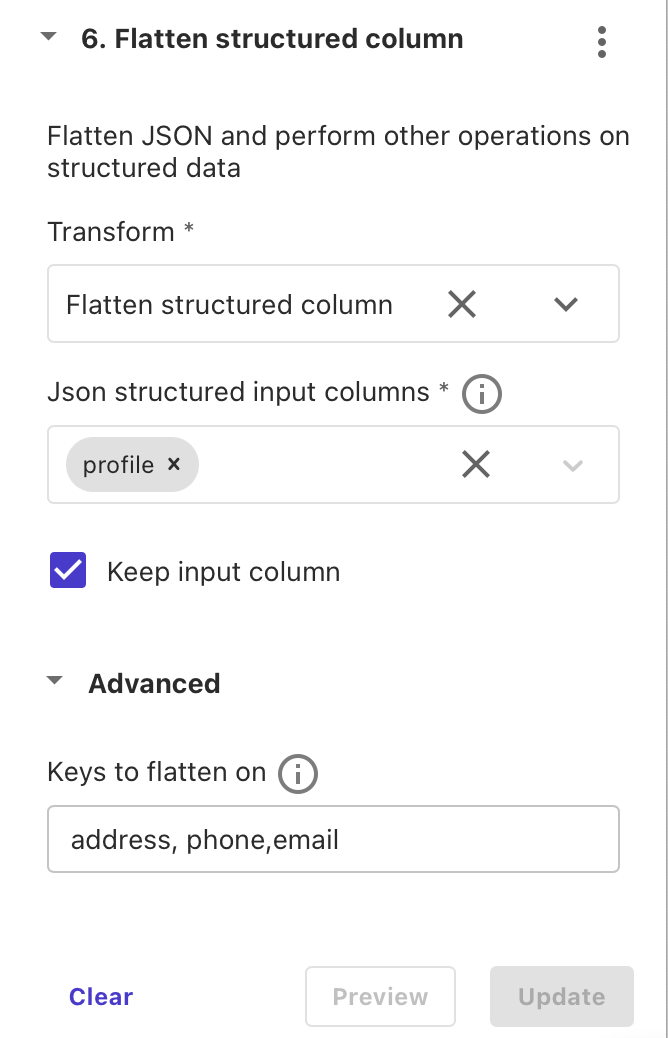 6. Flatten structured column
Flatten JSON and perform other operations on
structured data
Transform *
Flatten structured column
Json structured input columns *
profile
Keep input column
Advanced
Keys to flatten on
address, phone,email
Clear
Preview
Update